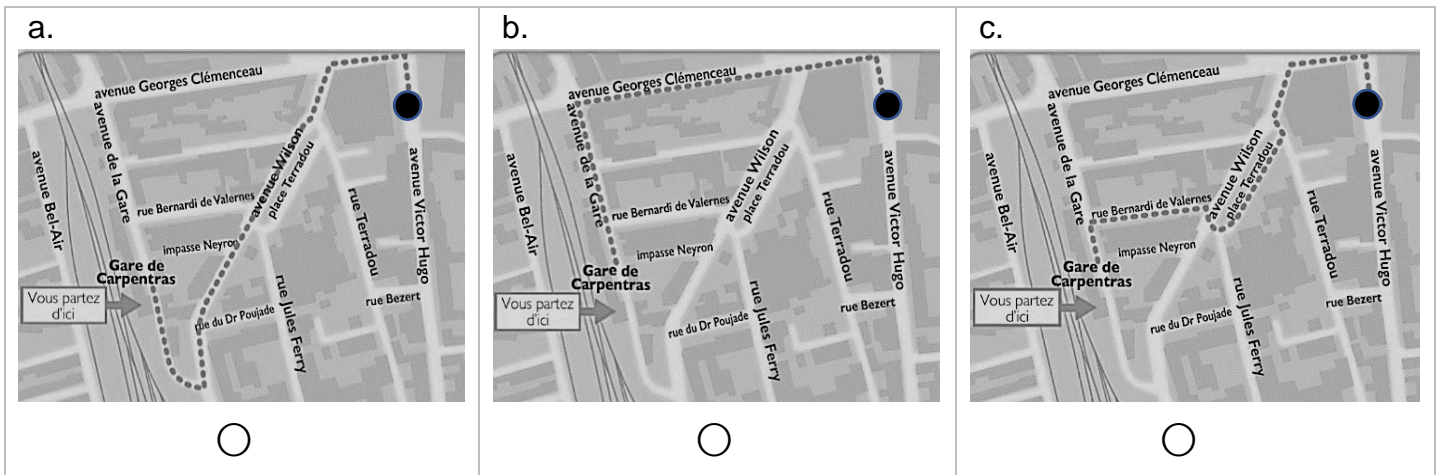 a.
avenue Georges Clémenceau
avenue de la Gare
avenue Bel-Air
avenue Wilson
place Terradou
rue Bernardi de Valernes
impasse Neyron
rue Terradou
avenue Victor Hugo
Gare de
Carpentras
Vous partez
d'ici
rue du Dr Poujade
rue Jules Ferry
rue Bezert
b.
avenue Georges Clémenceau
avenue de la Gare
avenue Bel-Air
avenue Wilson
place Terradou
rue Bernardi de Valernes
impasse Neyron
rue Terradou
avenue Victor Hugo
Gare de
Carpentras
Vous partez
d'ici
rue du Dr Poujade
rue Jules Ferry
rue Bezert
c.
avenue Georges Clémenceau
avenue de la Gare
avenue Bel-Air
avenue Wilson
place Terradou
rue Bernardi de Valernes
impasse Neyron
rue Terradou
avenue Victor Hugo
Gare de
Carpentras
Vous partez
d'ici
rue du Dr Poujade
rue Jules Ferry
rue Bezert